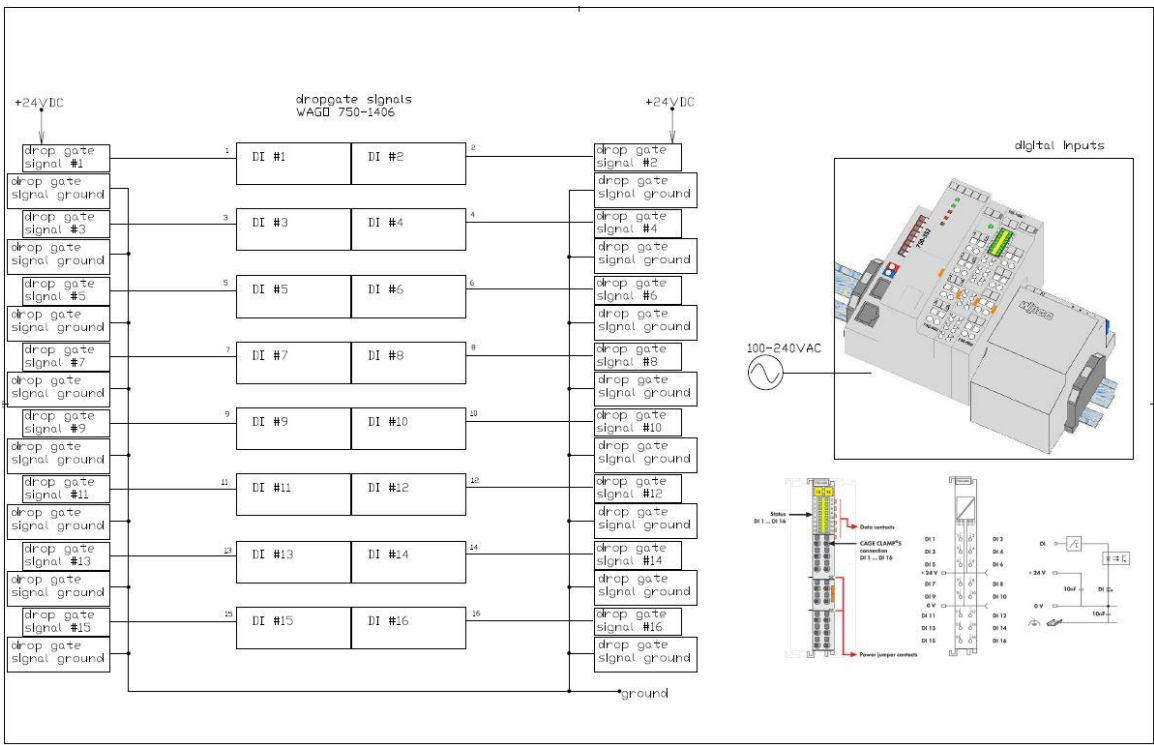 +24VDC
dropgate signals
WAGO 750-1406
+24VDC
digital inputs
drop gate
signal #1
1
DI #1
DI #2
2
drop gate
signal #2
drop gate
signal ground
drop gate
signal ground
drop gate
signal #3
3
DI #3
DI #4
4
drop gate
signal #4
drop gate
signal ground
drop gate
signal ground
drop gate
signal #5
5
DI #5
DI #6
6
drop gate
signal #6
drop gate
signal ground
drop gate
signal ground
drop gate
signal #7
7
DI #7
DI #8
8
drop gate
signal #8
drop gate
signal ground
drop gate
signal ground
drop gate
signal #9
9
DI #9
DI #10
10
drop gate
signal #10
drop gate
signal ground
drop gate
signal ground
drop gate
signal #11
11
DI #11
DI #12
12
drop gate
signal #12
drop gate
signal ground
drop gate
signal ground
drop gate
signal #13
13
DI #13
DI #14
14
drop gate
signal #14
drop gate
signal ground
drop gate
signal ground
drop gate
signal #15
15
DI #15
DI #16
16
drop gate
signal #16
drop gate
signal ground
drop gate
signal ground
ground
100-240VAC
Status
DI 1 ... DI 16
Data contacts
CAGE CLAMP®S
connection
DI 1 ... DI 16
Power jumper contacts
DI 1
DI 2
DI 3
DI 4
DI 5
DI 6
+ 24 V
DI 7
DI 8
DI 9
DI 10
0 V
DI 11
DI 12
DI 13
DI 14
DI 15
DI 16
DI
+ 24 V
10nF
DI
0 V
10nF